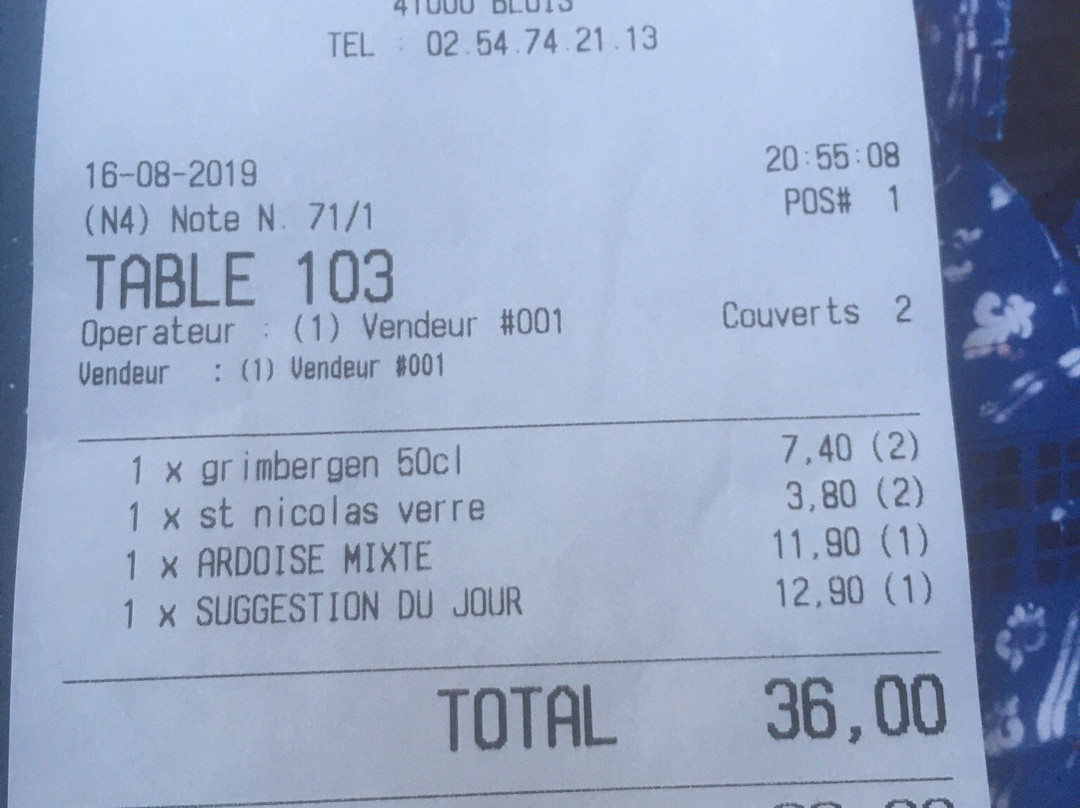 41000 BLOIS
TEL : 02.54.74.21.13
16-08-2019 20:55:08
(N4) Note N. 71/1 POS# 1
TABLE 103
Operateur : (1) Vendeur #001 Couverts 2
Vendeur : (1) Vendeur #001
1 x grimbergen 50cl 7,40 (2)
1 x st nicolas verre 3,80 (2)
1 x ARDOISE MIXTE 11,90 (1)
1 x SUGGESTION DU JOUR 12,90 (1)
TOTAL 36,00